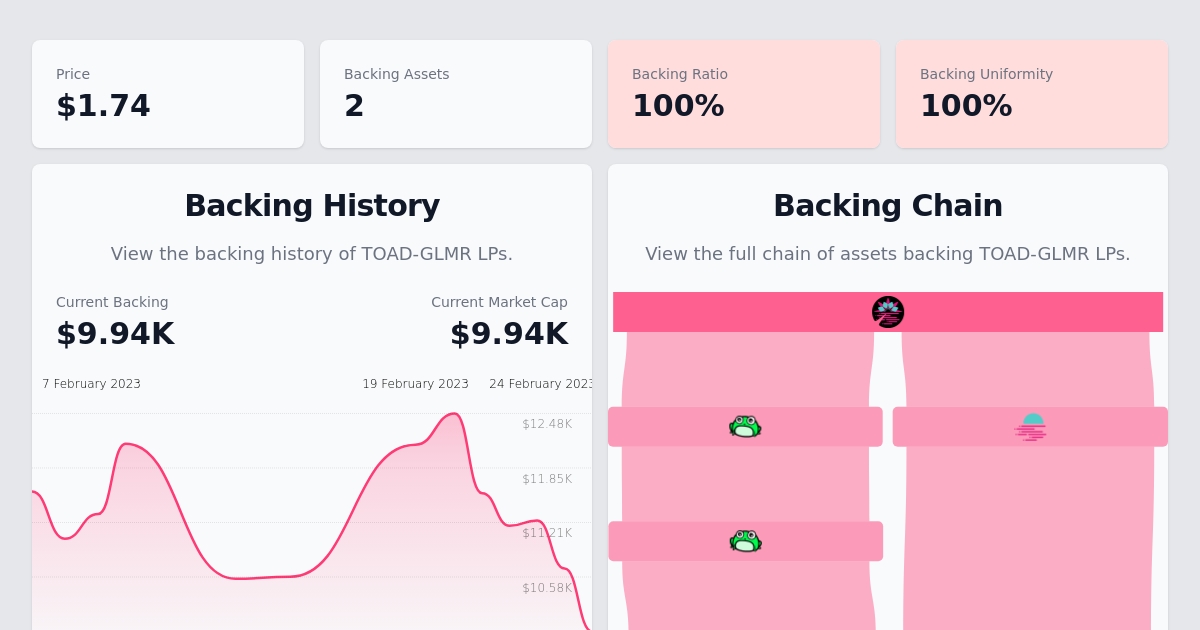 Price
$1.74
Backing Assets
2
Backing Ratio
100%
Backing Uniformity
100%
Backing History
View the backing history of TOAD-GLMR LPs.
Current Backing
$9.94K
Current Market Cap
$9.94K
7 February 2023
19 February 2023
24 February 2023
$12.48K
$11.85K
$11.21K
$10.58K
Backing Chain
View the full chain of assets backing TOAD-GLMR LPs.